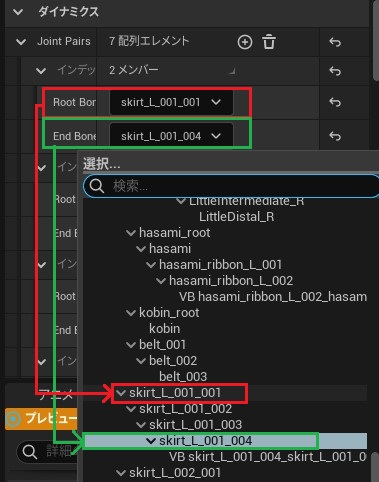 ダイナミクス
Joint Pairs 7 配列エレメント
インデッ 2 メンバー
Root Bon skirt_L_001_001
End Bone skirt_L_001_004
選択...
検索...
イン
LittleIntermediate_R
Root
LittleDistal_R
hasami_root
End B
hasami
イン
hasami_ribbon_L_001
hasami_ribbon_L_002
Root
VB hasami_ribbon_L_002_hasam
kobin_root
End B
kobin
belt_001
イン
belt_002
belt_003
アニメ
skirt_L_001_001
プレビュー
skirt_L_001_002
skirt_L_001_003
詳細
skirt_L_001_004
VB skirt_L_001_004_skirt_L_001_0
skirt_L_002_001